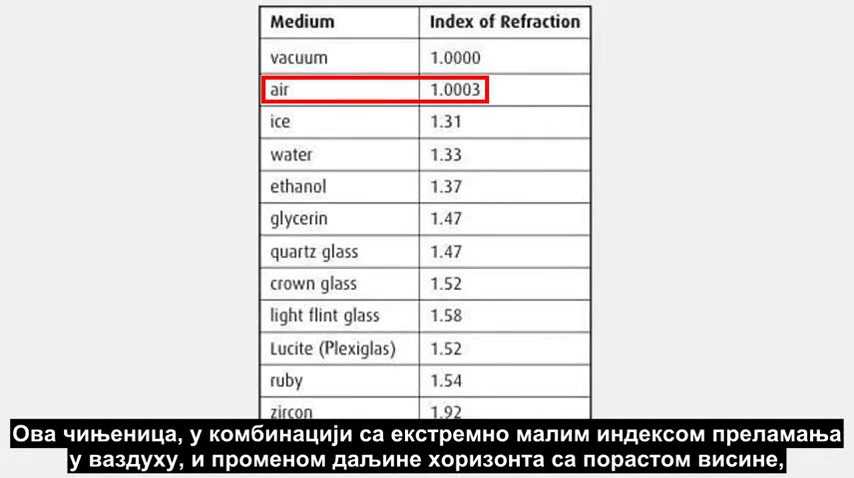 Medium Index of Refraction
vacuum 1.0000
air 1.0003
ice 1.31
water 1.33
ethanol 1.37
glycerin 1.47
quartz glass 1.47
crown glass 1.52
light flint glass 1.58
Lucite (Plexiglas) 1.52
ruby 1.54
zircon 1.92
Ова чињеница, у комбинацији са екстремно малим индексом преламања
у ваздуху, и променом даљине хоризонта са порастом висине,